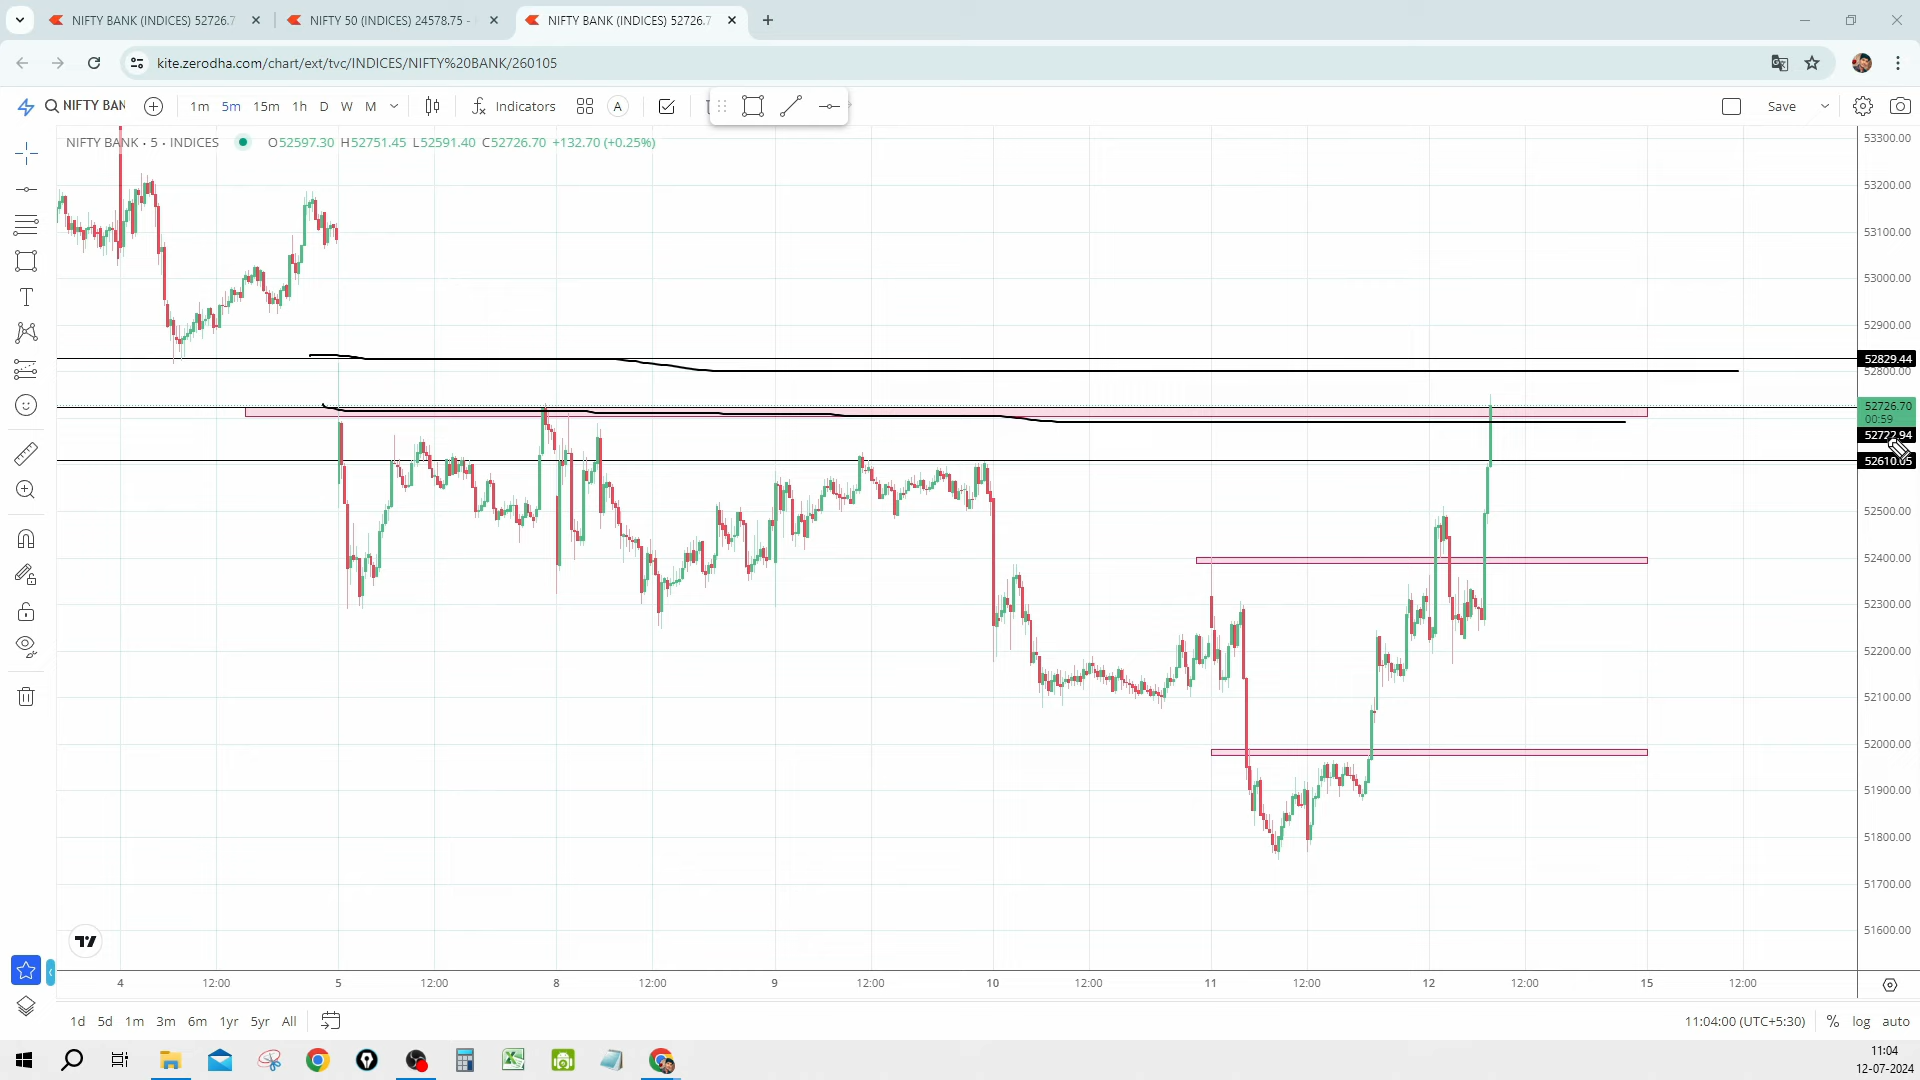 NIFTY BANK (INDICES) 52726.7
NIFTY 50 (INDICES) 24578.75 -
NIFTY BANK (INDICES) 52726.7
kite.zerodha.com/chart/ext/tvc/INDICES/NIFTY%20BANK/260105
NIFTY BAN 1m 5m 15m 1h D W M Indicators A Save
NIFTY BANK · 5 · INDICES O52597.30 H52751.45 L52591.40 C52726.70 +132.70 (+0.25%)
53300.00
53200.00
53100.00
53000.00
52900.00
52829.44
52800.00
52726.70
00:59
52722.94
52610.05
52500.00
52400.00
52300.00
52200.00
52100.00
52000.00
51900.00
51800.00
51700.00
51600.00
4 12:00 5 12:00 8 12:00 9 12:00 10 12:00 11 12:00 12 12:00 15 12:00
1d 5d 1m 3m 6m 1yr 5yr All 11:04:00 (UTC+5:30) % log auto
11:04
12-07-2024